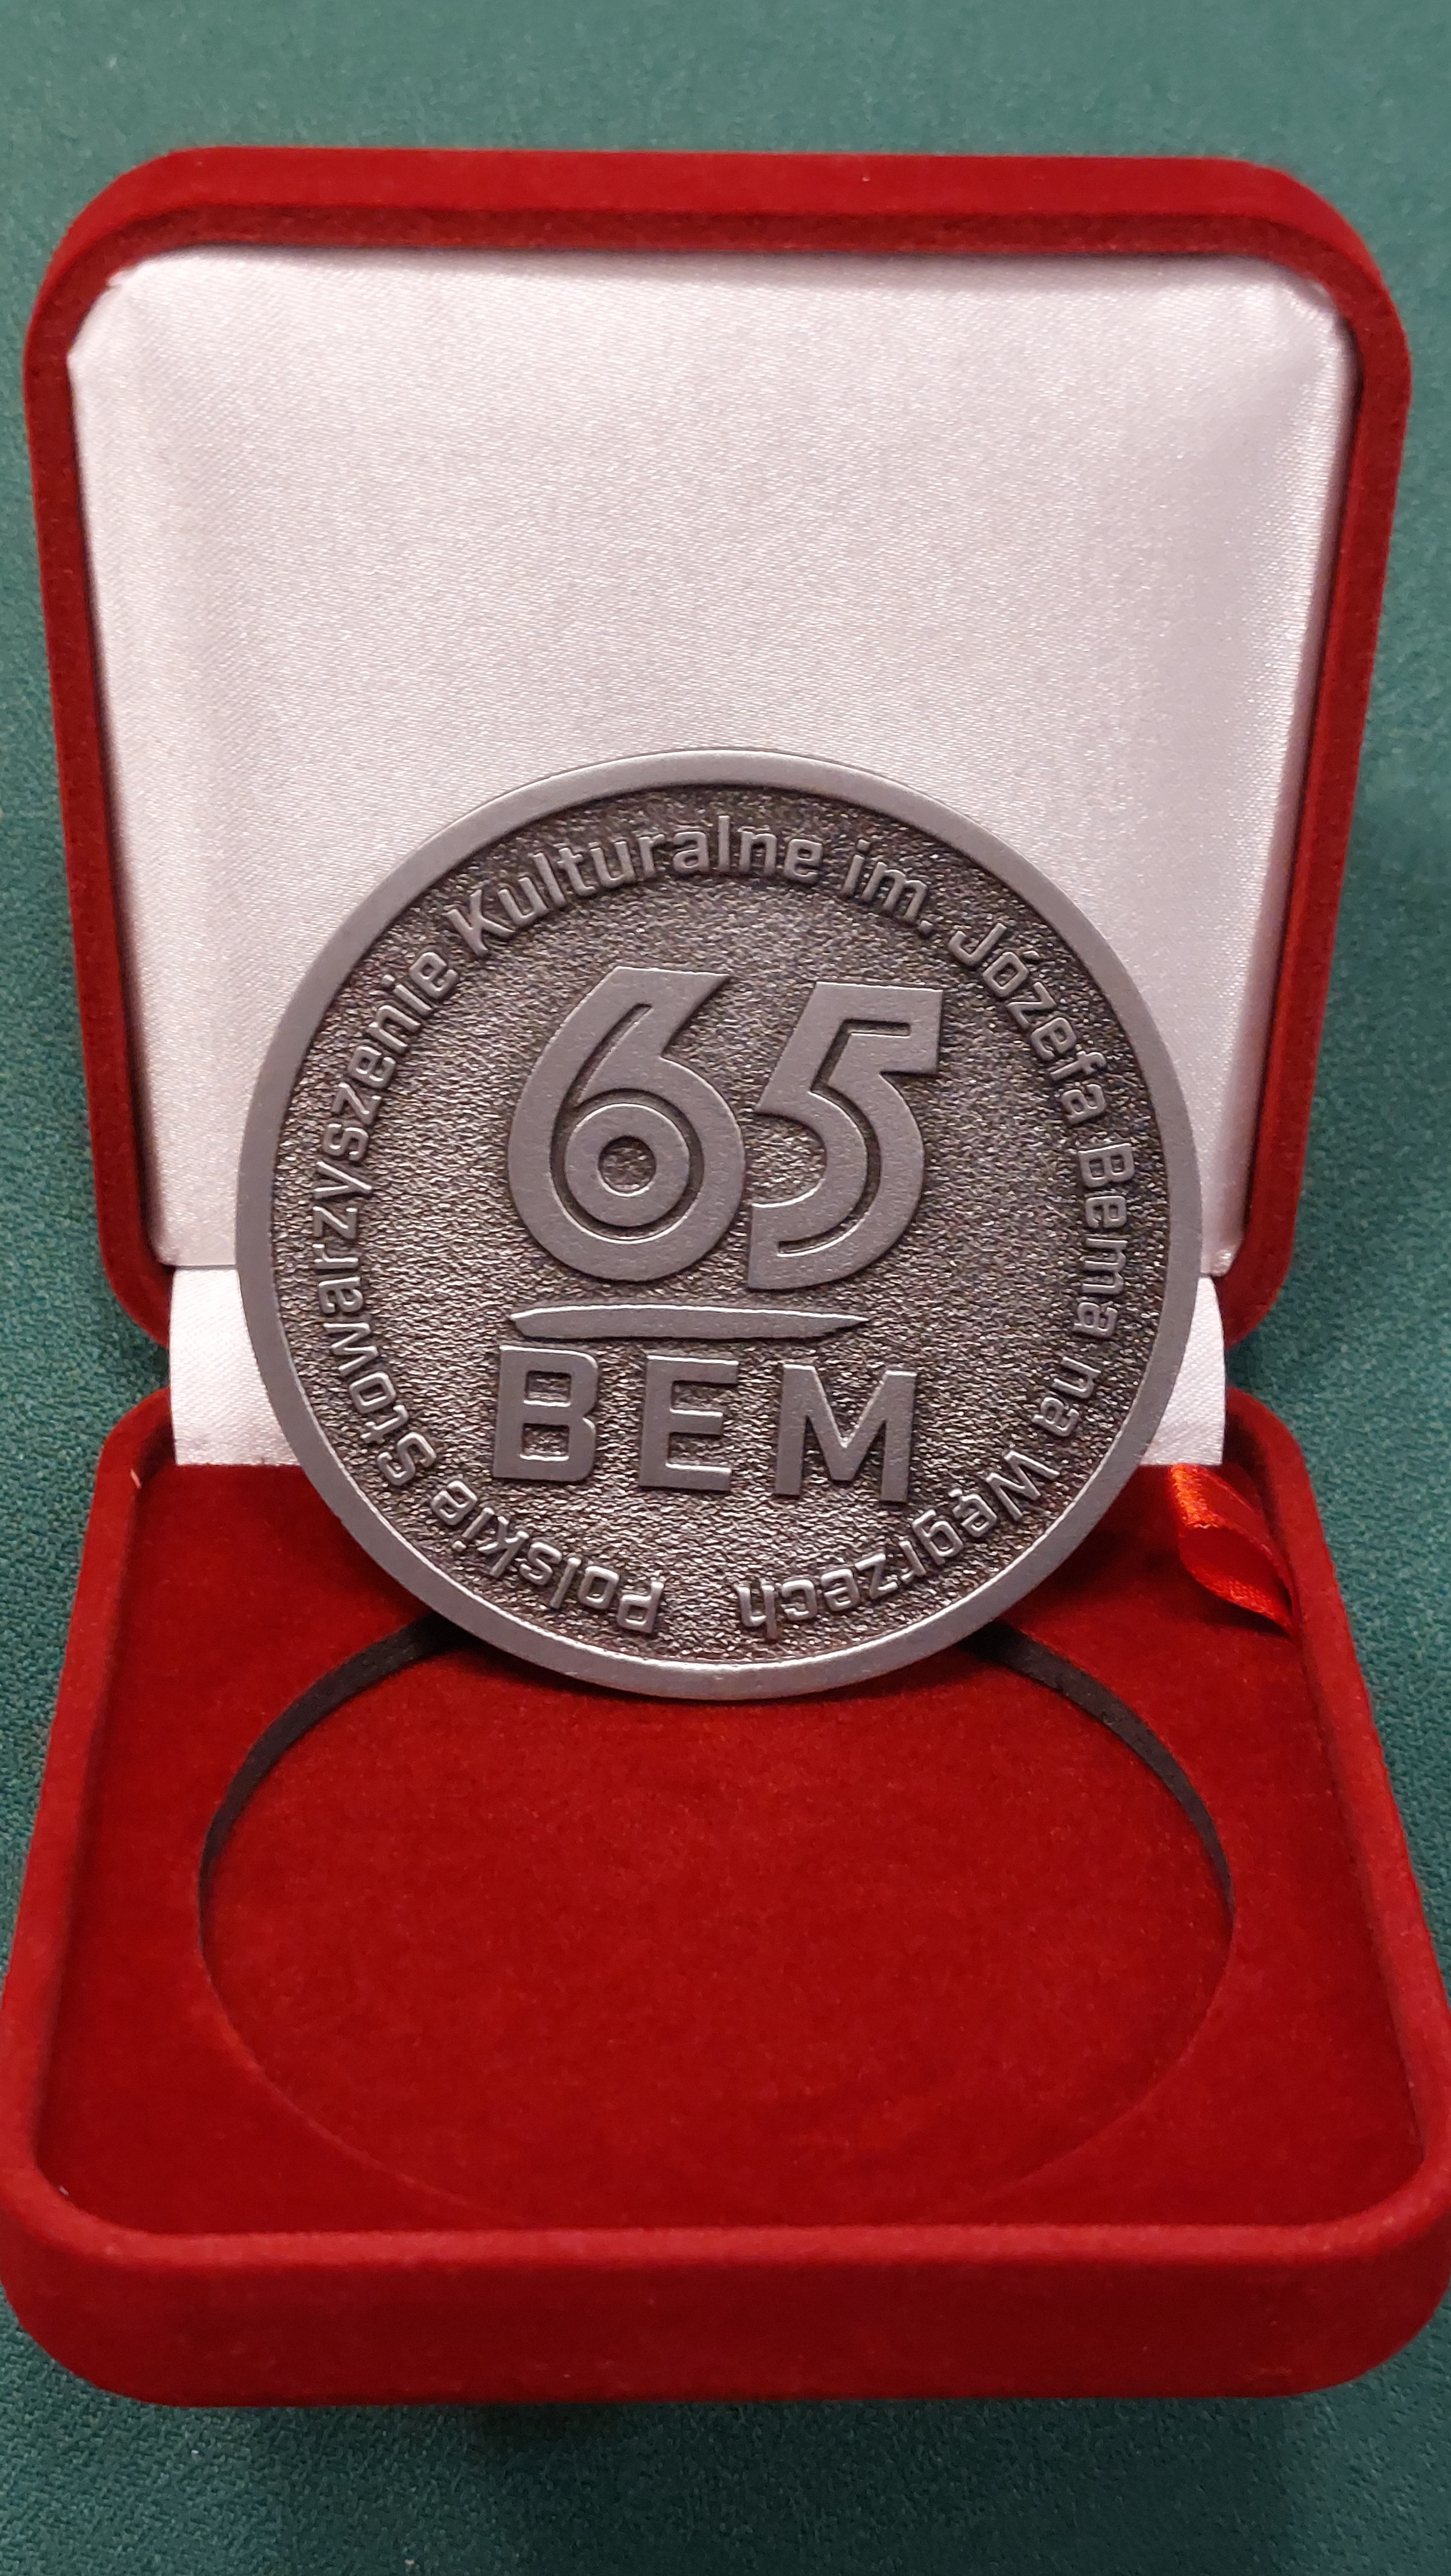 Polskie Stowarzyszenie Kulturalne im. Józefa Bema na Węgrzech
65
BEM